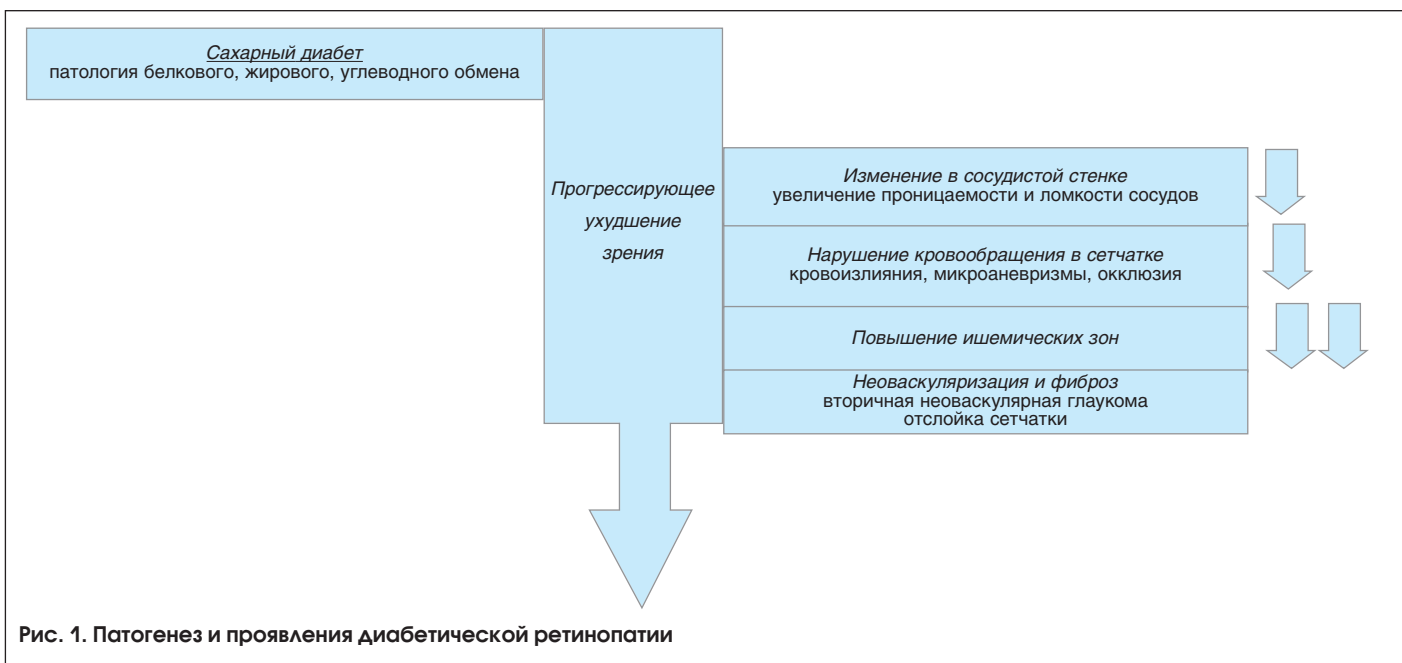 Сахарный диабет
патология белкового, жирового, углеводного обмена
Прогрессирующее
ухудшение
зрения
Изменение в сосудистой стенке
увеличение проницаемости и ломкости сосудов
Нарушение кровообращения в сетчатке
кровоизлияния, микроаневризмы, окклюзия
Повышение ишемических зон
Неоваскуляризация и фиброз
вторичная неоваскулярная глаукома
отслойка сетчатки
Рис. 1. Патогенез и проявления диабетической ретинопатии